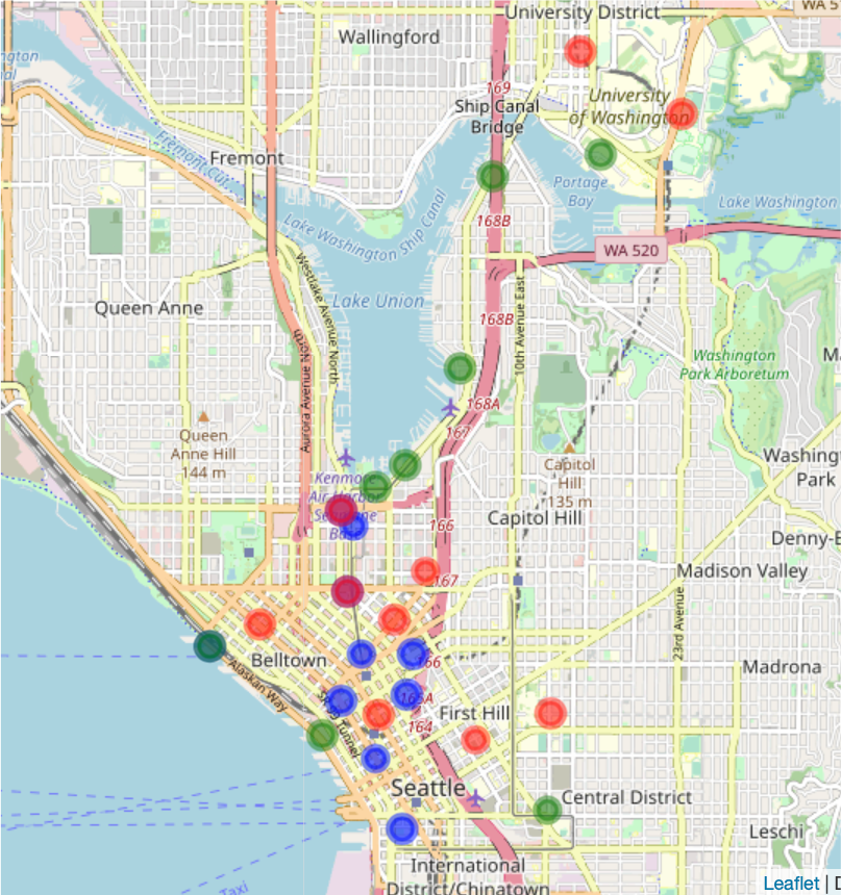 WA 5
University District
Wallingford
169
University
of Washington
Ship Canal
Bridge
Fremont Cut
Fremont
Portage
Bay
Lake Washington
Lake Washington Ship Canal
168B
WA 520
Westlake Avenue North
Lake Union
Queen Anne
10th Avenue East
168B
Aurora Avenue North
Washington
Park Arboretum
168A
167
Queen
Anne Hill
144 m
Capitol
Hill
135 m
Washingt
Park
Kenmore
Air Harbor
Capitol Hill
166
Denny-B
167
Madison Valley
23rd Avenue
Belltown
166
Madrona
Alaskan Way
165A
First Hill
164
Seattle
Central District
Leschi
International
District/Chinatown
Taxi
Leaflet | D